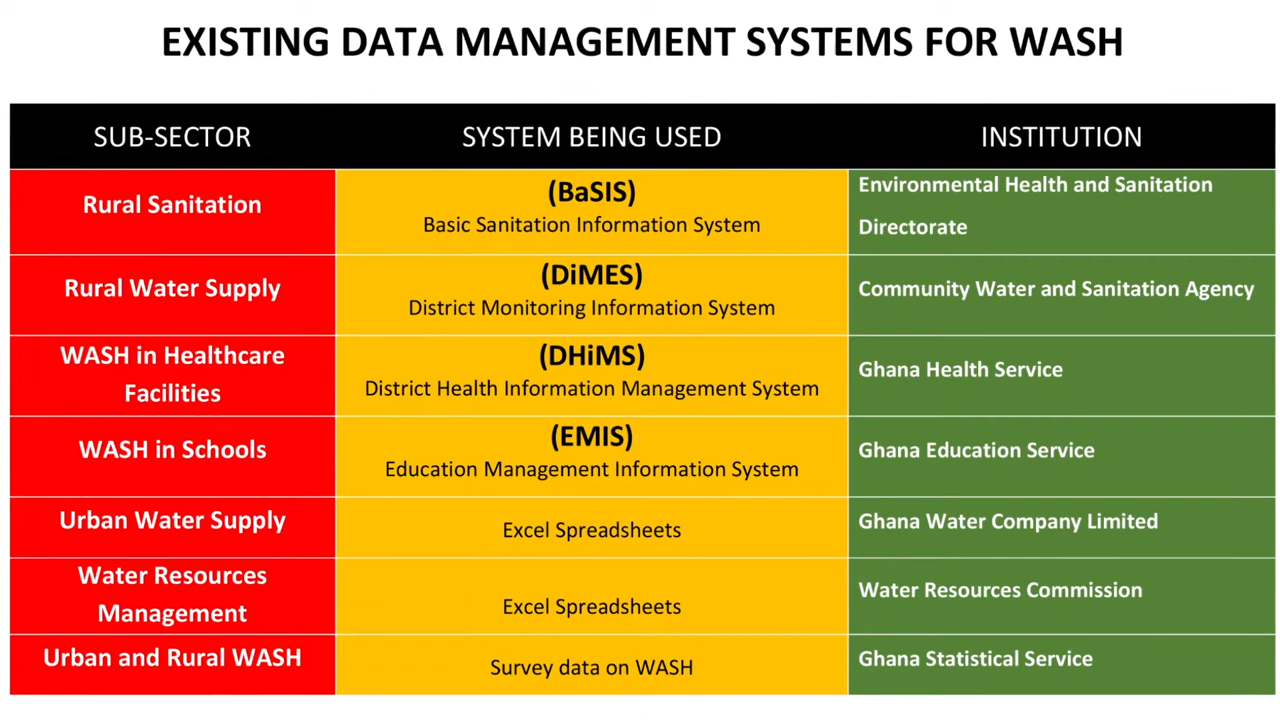 EXISTING DATA MANAGEMENT SYSTEMS FOR WASH
SUB-SECTOR
SYSTEM BEING USED
INSTITUTION
Rural Sanitation
(BaSIS)
Basic Sanitation Information System
Environmental Health and Sanitation
Directorate
Rural Water Supply
(DiMES)
District Monitoring Information System
Community Water and Sanitation Agency
WASH in Healthcare
Facilities
(DHiMS)
District Health Information Management System
Ghana Health Service
WASH in Schools
(EMIS)
Education Management Information System
Ghana Education Service
Urban Water Supply
Excel Spreadsheets
Ghana Water Company Limited
Water Resources
Management
Excel Spreadsheets
Water Resources Commission
Urban and Rural WASH
Survey data on WASH
Ghana Statistical Service